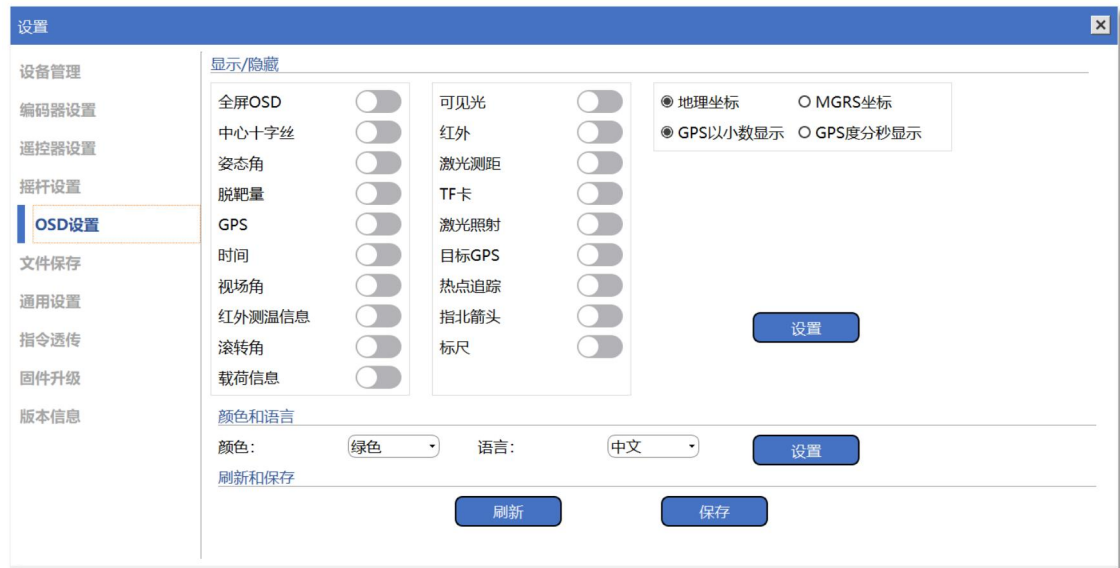 设置
设备管理
编码器设置
遥控器设置
摇杆设置
OSD设置
文件保存
通用设置
指令透传
固件升级
版本信息
显示/隐藏
全屏OSD
中心十字丝
姿态角
脱靶量
GPS
时间
视场角
红外测温信息
滚转角
载荷信息
可见光
红外
激光测距
TF卡
激光照射
目标GPS
热点追踪
指北箭头
标尺
地理坐标 MGRS坐标
GPS以小数显示 GPS度分秒显示
设置
颜色和语言
颜色: 绿色 语言: 中文 设置
刷新和保存
刷新 保存